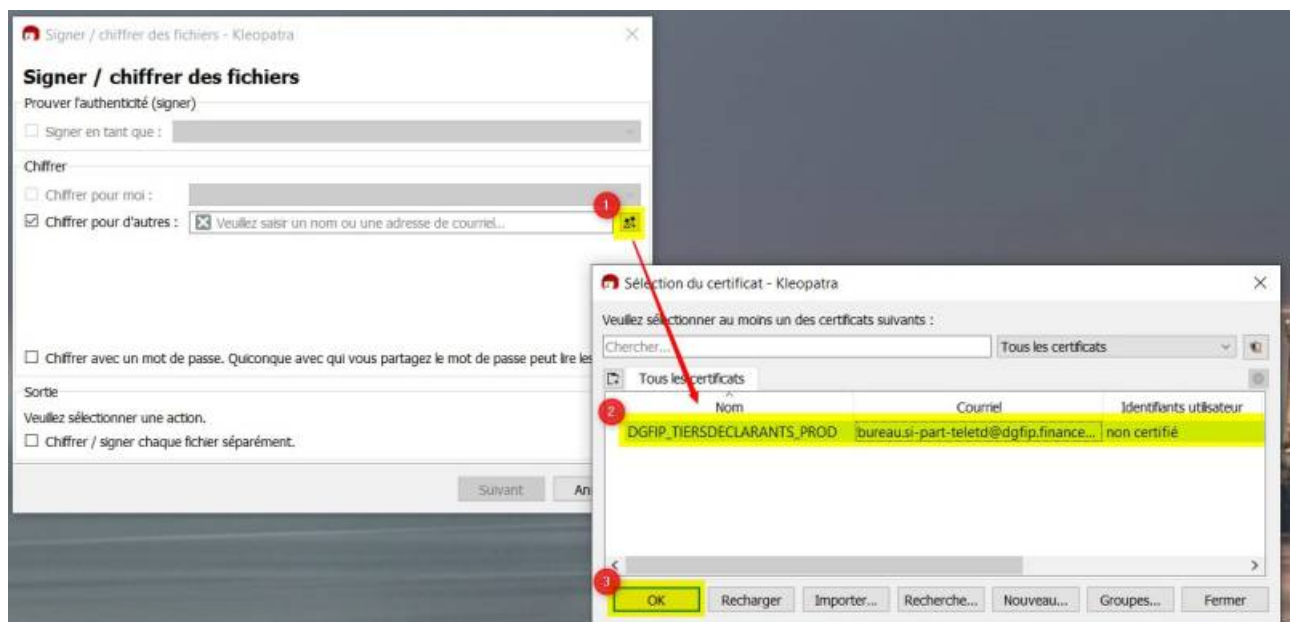 Signer / chiffrer des fichiers - Kleopatra
Signer / chiffrer des fichiers
Prouver l'authenticité (signer)
Signer en tant que :
Chiffrer
Chiffrer pour moi :
Chiffrer pour d'autres : Veuillez saisir un nom ou une adresse de courriel...
1
Chiffrer avec un mot de passe. Quiconque avec qui vous partagez le mot de passe peut lire les
Sortie
Veuillez sélectionner une action.
Chiffrer / signer chaque fichier séparément.
Suivant An
Sélection du certificat - Kleopatra
Veuillez sélectionner au moins un des certificats suivants :
Chercher... Tous les certificats
Tous les certificats
2
Nom Courriel Identifiants utilisateur
DGFIP_TIERSDECLARANTS_PROD bureau.si-part-teletd@dgfip.finance... non certifié
3
OK Recharger Importer... Recherche... Nouveau... Groupes... Fermer